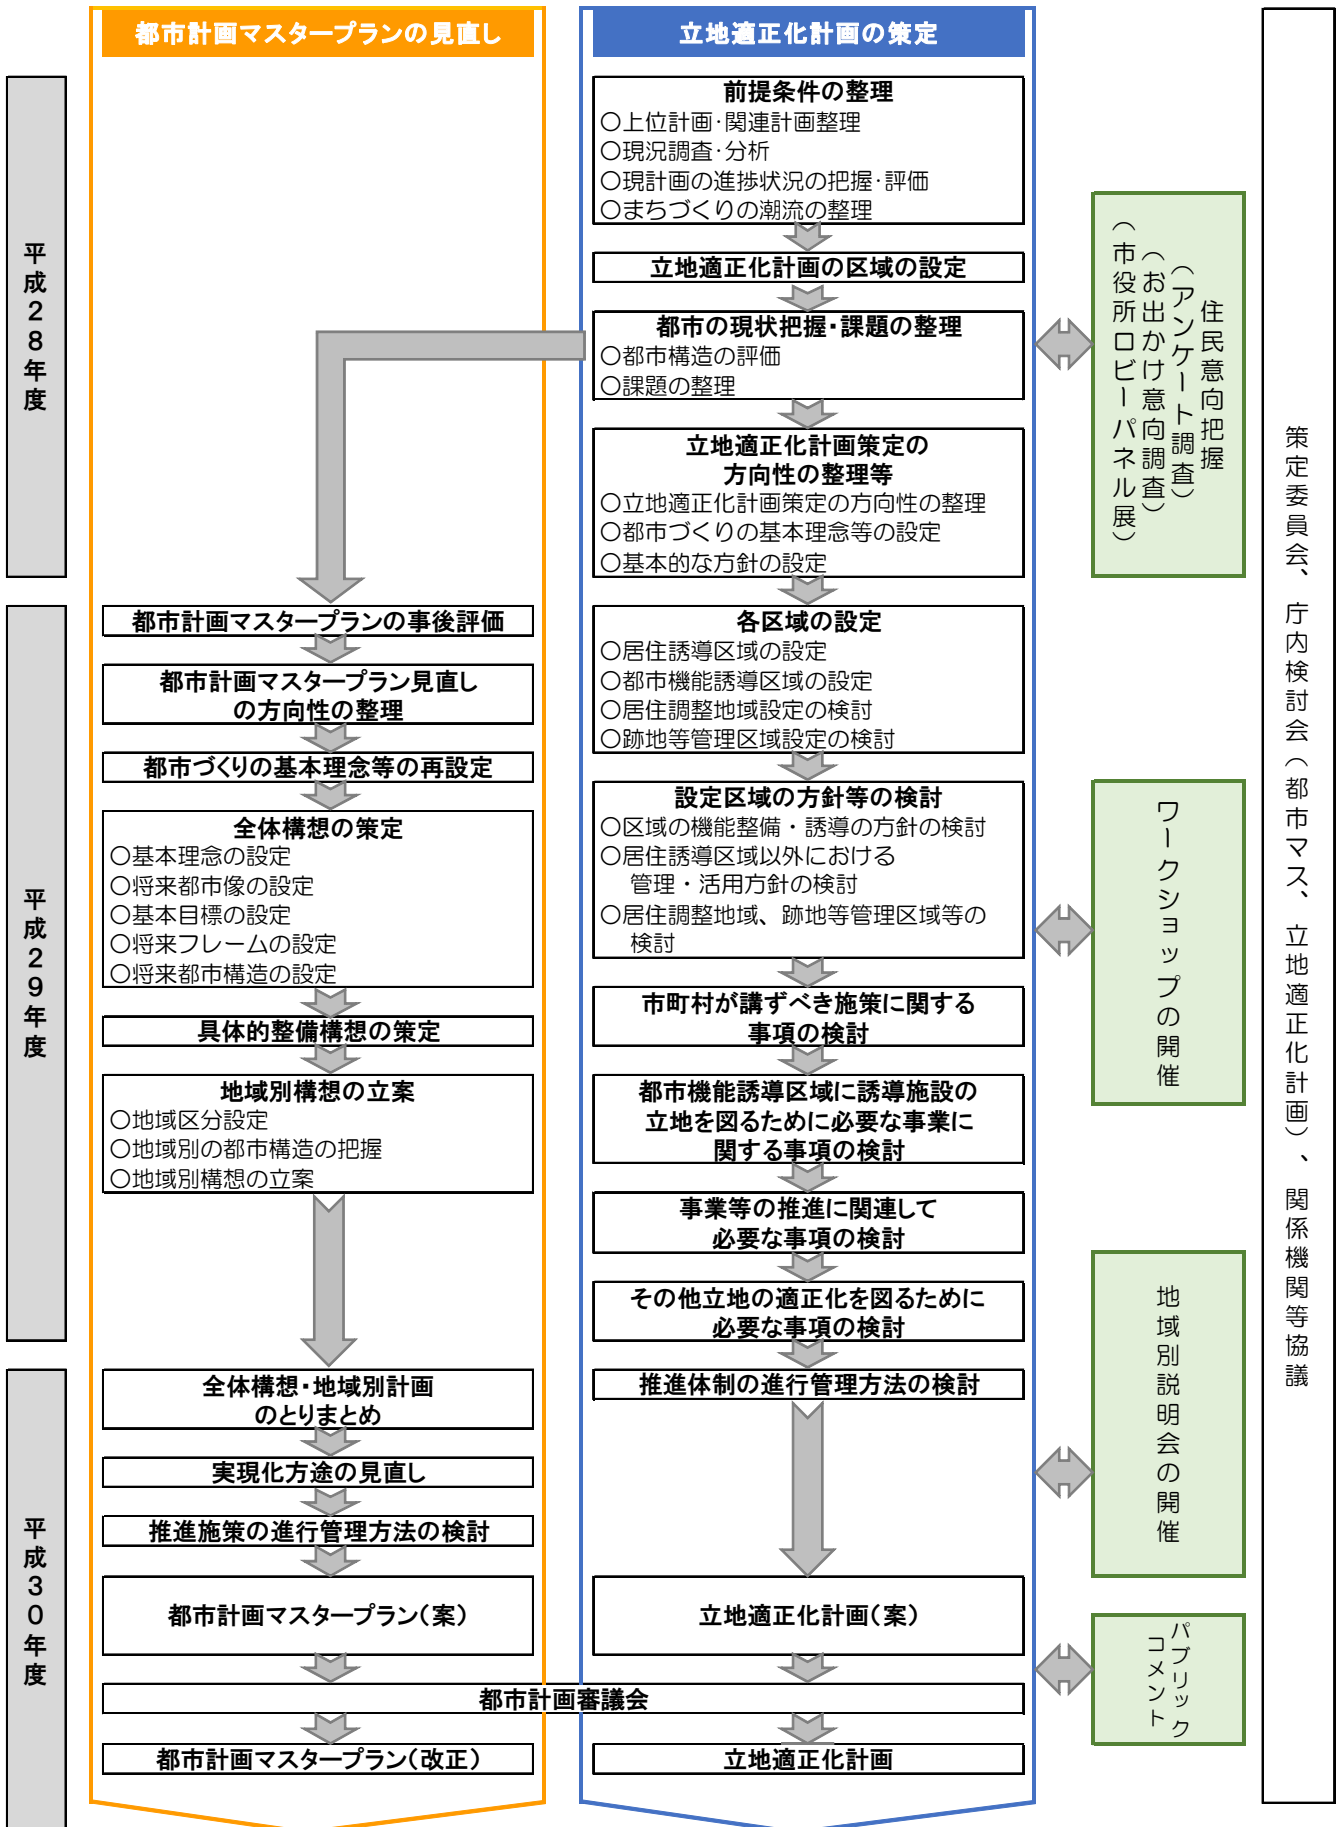 都市計画マスタープランの見直し
立地適正化計画の策定
平成28年度
前提条件の整理
○上位計画・関連計画整理
○現況調査・分析
○現計画の進捗状況の把握・評価
○まちづくりの潮流の整理
立地適正化計画の区域の設定
都市の現状把握・課題の整理
○都市構造の評価
○課題の整理
立地適正化計画策定の
方向性の整理等
○立地適正化計画策定の方向性の整理
○都市づくりの基本理念等の設定
○基本的な方針の設定
住民意向把握
（アンケート調査）
（お出かけ意向調査）
（市役所ロビーパネル展）
平成29年度
都市計画マスタープランの事後評価
都市計画マスタープラン見直し
の方向性の整理
都市づくりの基本理念等の再設定
全体構想の策定
○基本理念の設定
○将来都市像の設定
○基本目標の設定
○将来フレームの設定
○将来都市構造の設定
具体的整備構想の策定
地域別構想の立案
○地域区分設定
○地域別の都市構造の把握
○地域別構想の立案
各区域の設定
○居住誘導区域の設定
○都市機能誘導区域の設定
○居住調整地域設定の検討
○跡地等管理区域設定の検討
設定区域の方針等の検討
○区域の機能整備・誘導の方針の検討
○居住誘導区域以外における
管理・活用方針の検討
○居住調整地域、跡地等管理区域等の
検討
市町村が講ずべき施策に関する
事項の検討
都市機能誘導区域に誘導施設の
立地を図るために必要な事業に
関する事項の検討
事業等の推進に関連して
必要な事項の検討
その他立地の適正化を図るために
必要な事項の検討
ワークショップの開催
平成30年度
全体構想・地域別計画
のとりまとめ
実現化方途の見直し
推進施策の進行管理方法の検討
都市計画マスタープラン（案）
推進体制の進行管理方法の検討
立地適正化計画（案）
都市計画審議会
都市計画マスタープラン（改正）
立地適正化計画
地域別説明会の開催
パブリック
コメント
策定委員会、庁内検討会（都市マス、立地適正化計画）、関係機関等協議